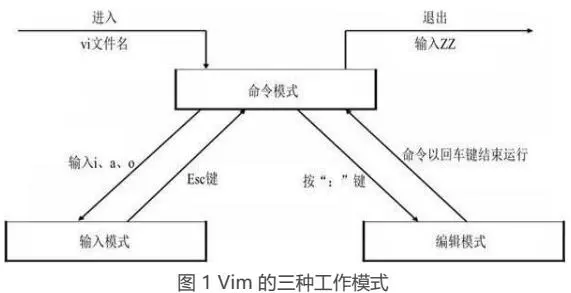 进入
vi文件名
退出
输入ZZ
命令模式
输入i、a、o
Esc键
按“：”键
命令以回车键结束运行
输入模式
编辑模式
图 1 Vim 的三种工作模式